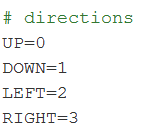 # directions
UP=0
DOWN=1
LEFT=2
RIGHT=3